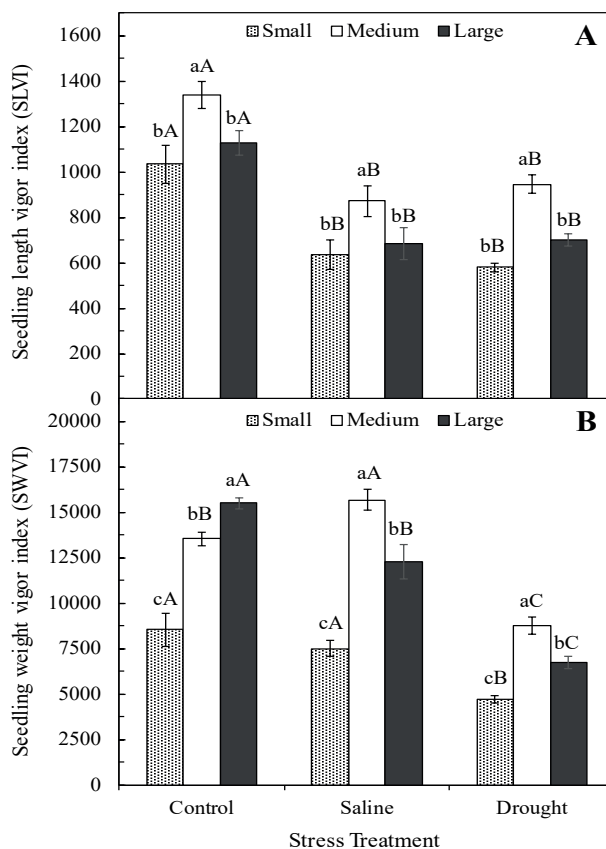 1600
1400
1200
1000
800
600
400
200
0
Seedling length vigor index (SLVI)
Small Medium Large
A
bA aA bA
bB aB bB
bB aB bB
20000
17500
15000
12500
10000
7500
5000
2500
0
Seedling weight vigor index (SWVI)
Small Medium Large
B
cA bB aA
cA aA bB
cB aC bC
Control Saline Drought
Stress Treatment